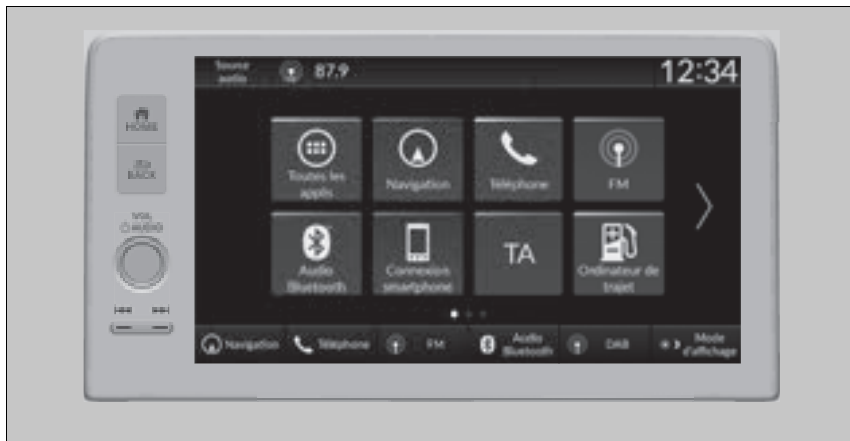 Source
audio
87.9
12:34
HOME
BACK
VOL
AUDIO
Toutes les
applis
Navigation
Téléphone
FM
Audio
Bluetooth
Connexion
smartphone
TA
Ordinateur de
trajet
Navigation
Téléphone
FM
Audio
Bluetooth
DAB
Mode
d'affichage